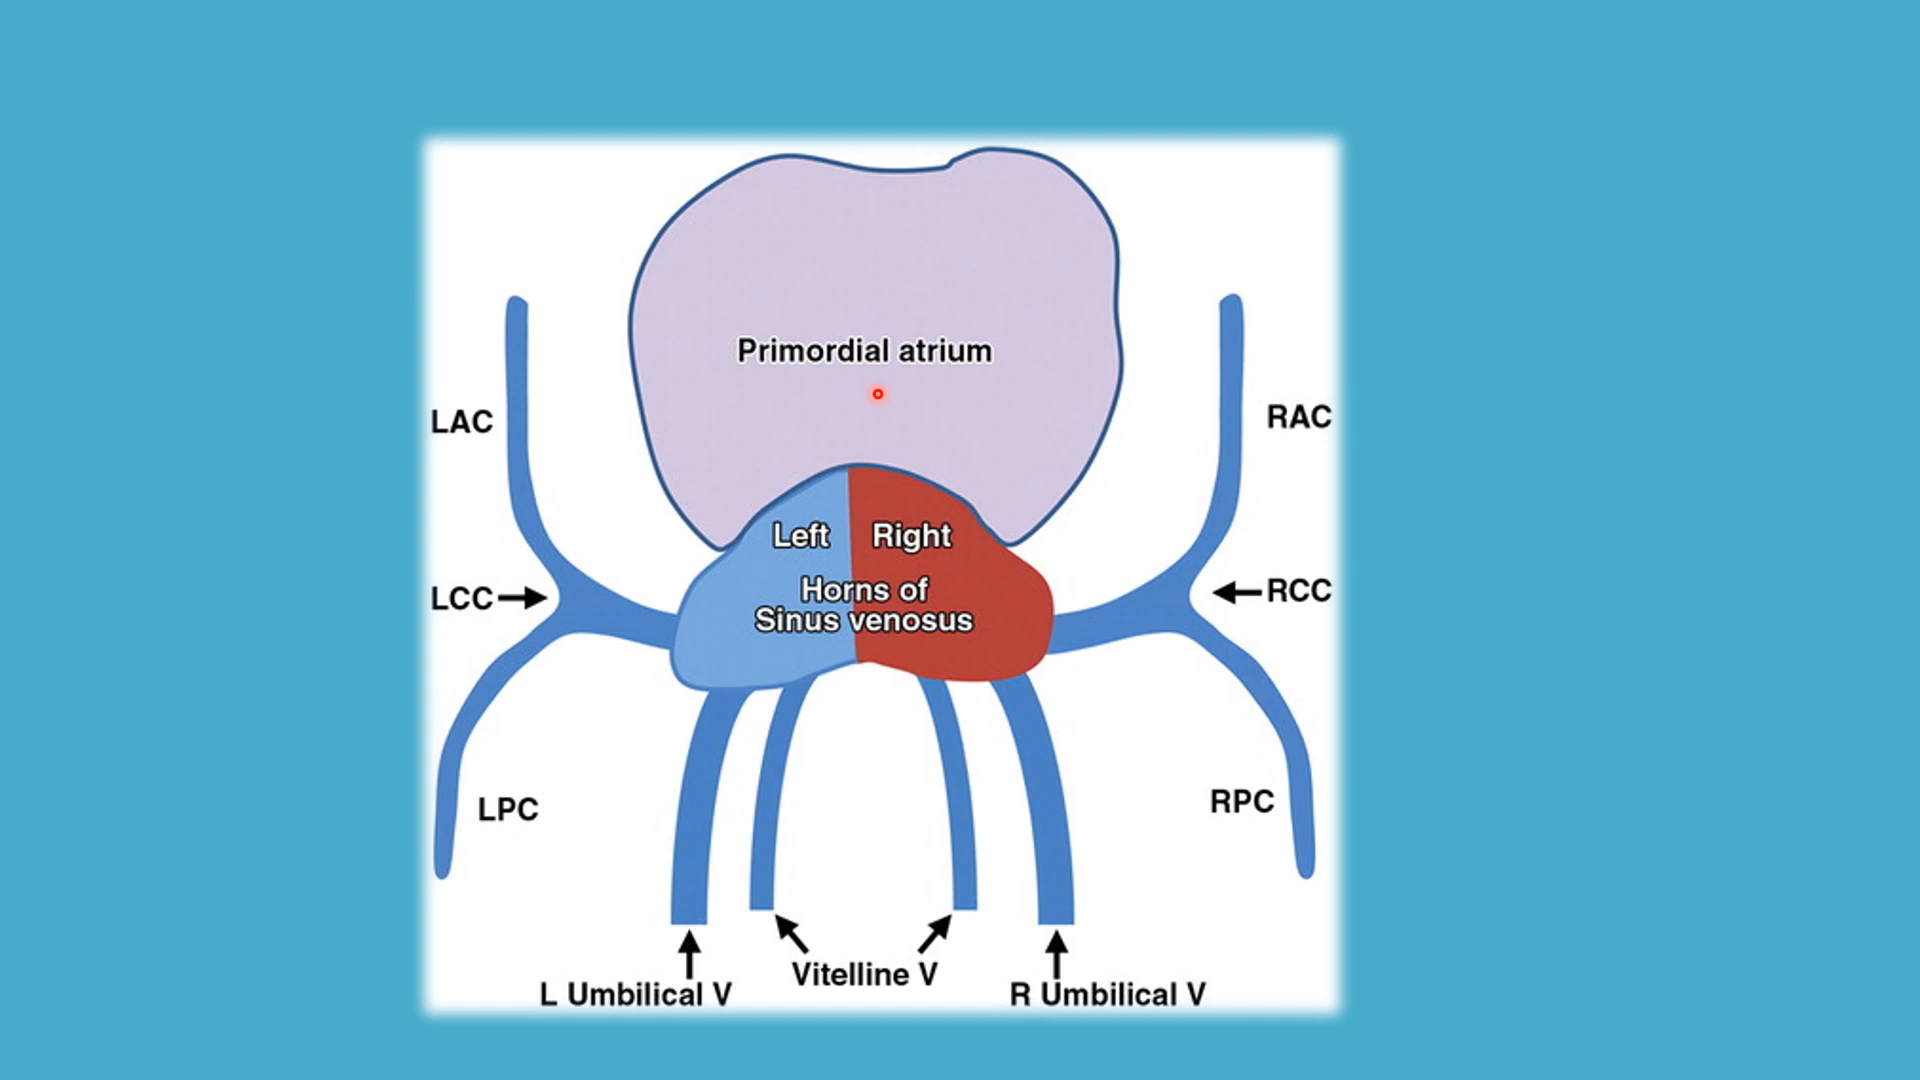 Primordial atrium
LAC
RAC
Left Right
Horns of
Sinus venosus
LCC
RCC
LPC
RPC
Vitelline V
L Umbilical V
R Umbilical V